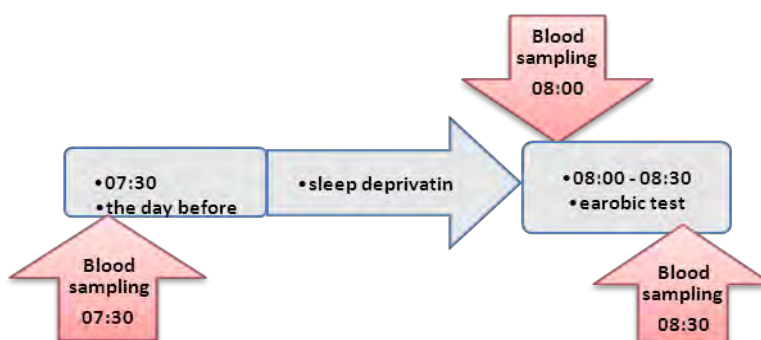 Blood
sampling
08:00
•07:30
•the day before
•sleep deprivatin
•08:00 - 08:30
•earobic test
Blood
sampling
07:30
Blood
sampling
08:30